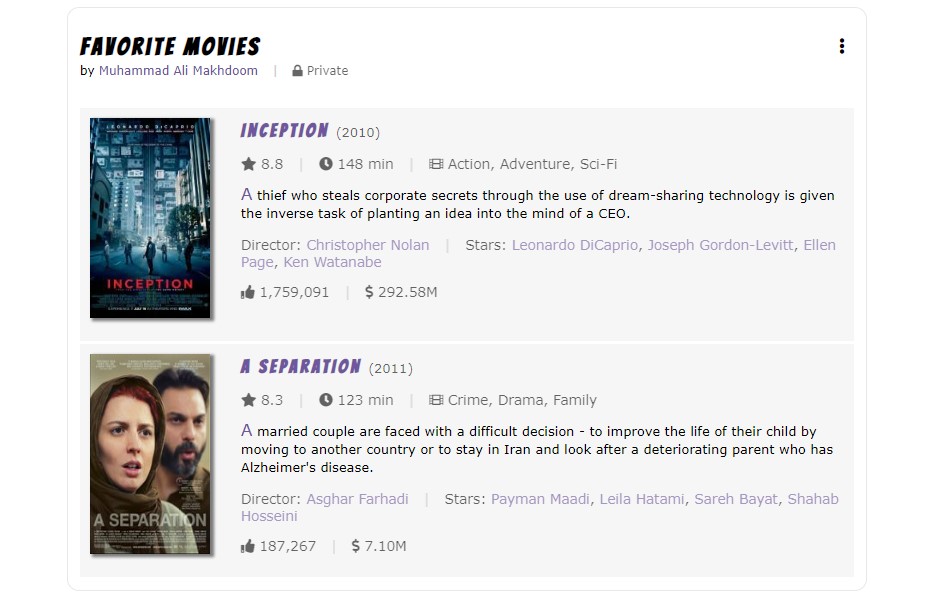 FAVORITE MOVIES
by Muhammad Ali Makhdoom | Private
LEONARDO DICAPRIO
INCEPTION
INCEPTION (2010)
8.8 | 148 min | Action, Adventure, Sci-Fi
A thief who steals corporate secrets through the use of dream-sharing technology is given
the inverse task of planting an idea into the mind of a CEO.
Director: Christopher Nolan | Stars: Leonardo DiCaprio, Joseph Gordon-Levitt, Ellen
Page, Ken Watanabe
1,759,091 | $ 292.58M
A SEPARATION
A SEPARATION (2011)
8.3 | 123 min | Crime, Drama, Family
A married couple are faced with a difficult decision - to improve the life of their child by
moving to another country or to stay in Iran and look after a deteriorating parent who has
Alzheimer's disease.
Director: Asghar Farhadi | Stars: Payman Maadi, Leila Hatami, Sareh Bayat, Shahab
Hosseini
187,267 | $ 7.10M